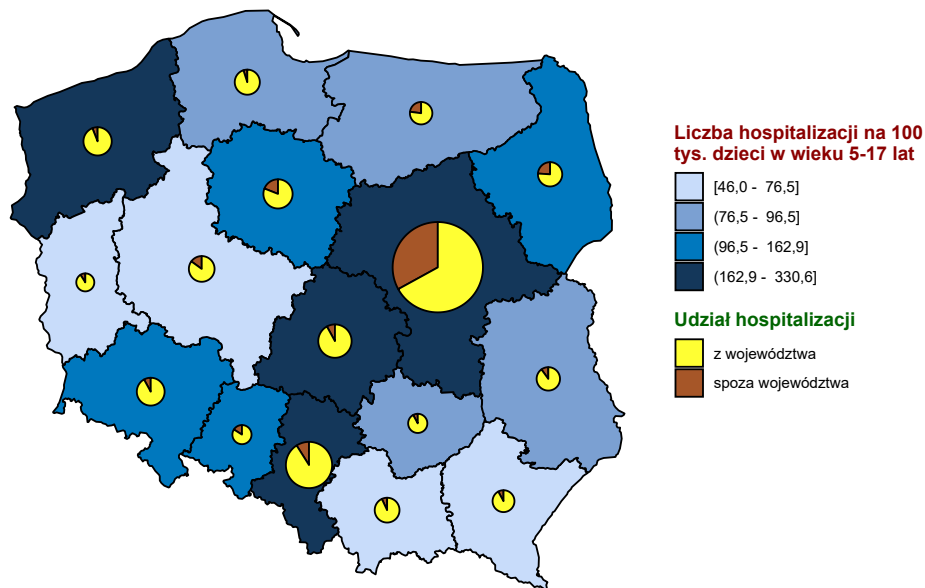 Liczba hospitalizacji na 100
tys. dzieci w wieku 5-17 lat
[46,0 - 76,5]
(76,5 - 96,5]
(96,5 - 162,9]
(162,9 - 330,6]
Udział hospitalizacji
z województwa
spoza województwa